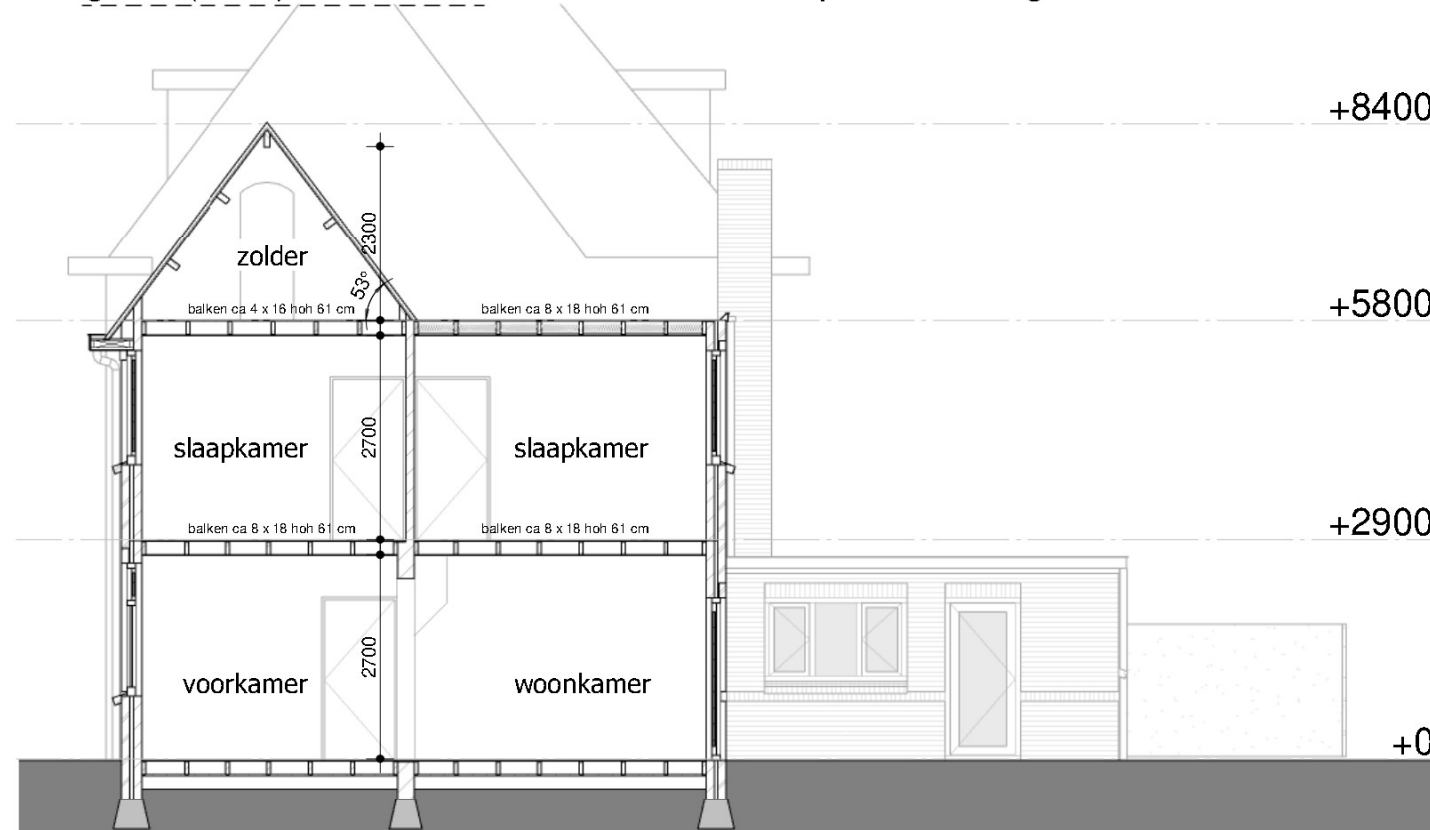 +8400
2300
zolder
53°
balken ca 4 x 16 hoh 61 cm
balken ca 8 x 18 hoh 61 cm
+5800
2700
slaapkamer
slaapkamer
balken ca 8 x 18 hoh 61 cm
balken ca 8 x 18 hoh 61 cm
+2900
2700
voorkamer
woonkamer
+0